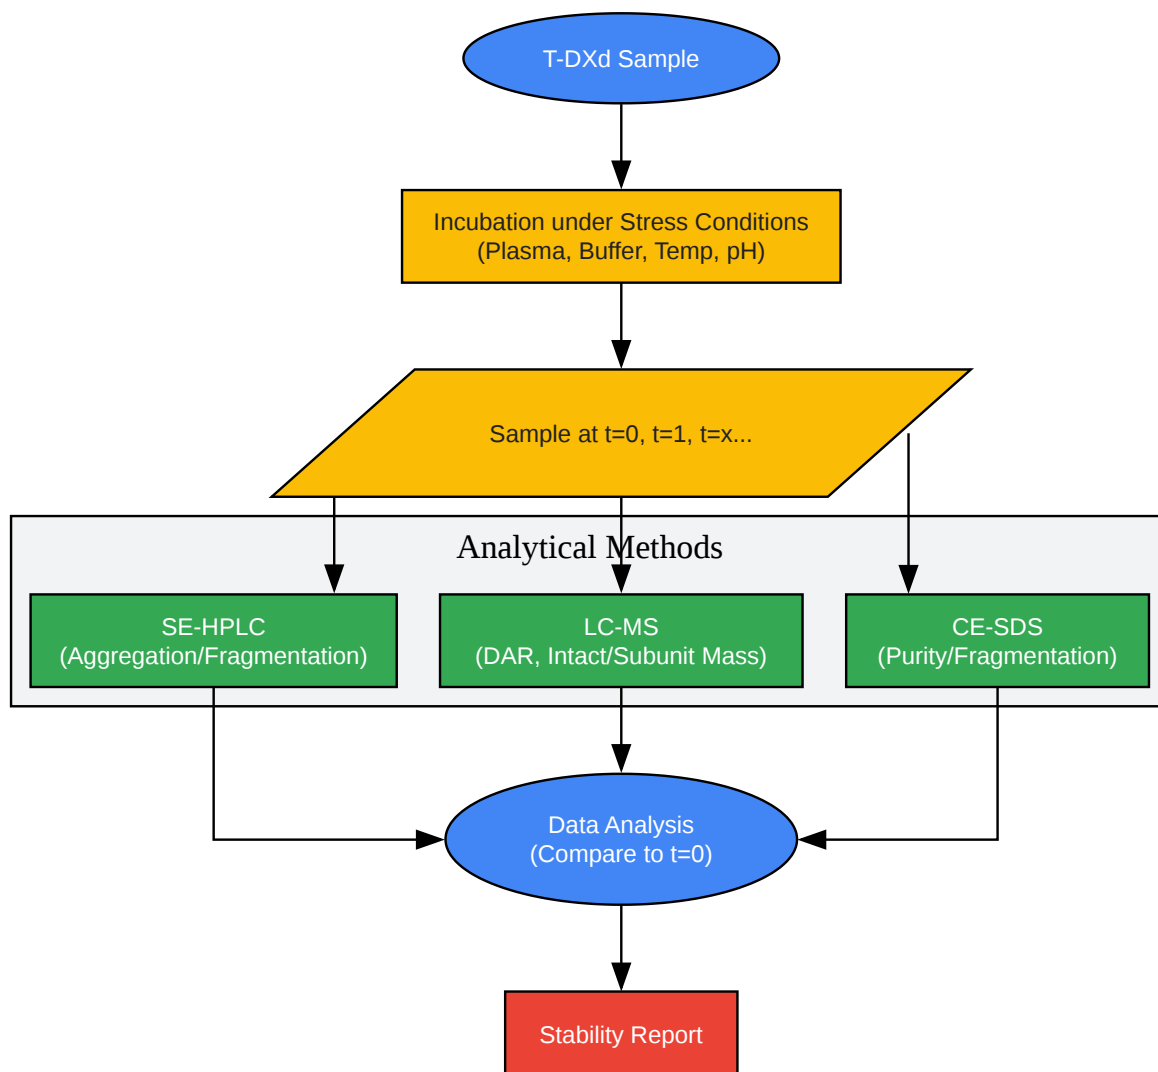 T-DXd Sample
Incubation under Stress Conditions
(Plasma, Buffer, Temp, pH)
Sample at t=0, t=1, t=x...
Analytical Methods
SE-HPLC
(Aggregation/Fragmentation)
LC-MS
(DAR, Intact/Subunit Mass)
CE-SDS
(Purity/Fragmentation)
Data Analysis
(Compare to t=0)
Stability Report